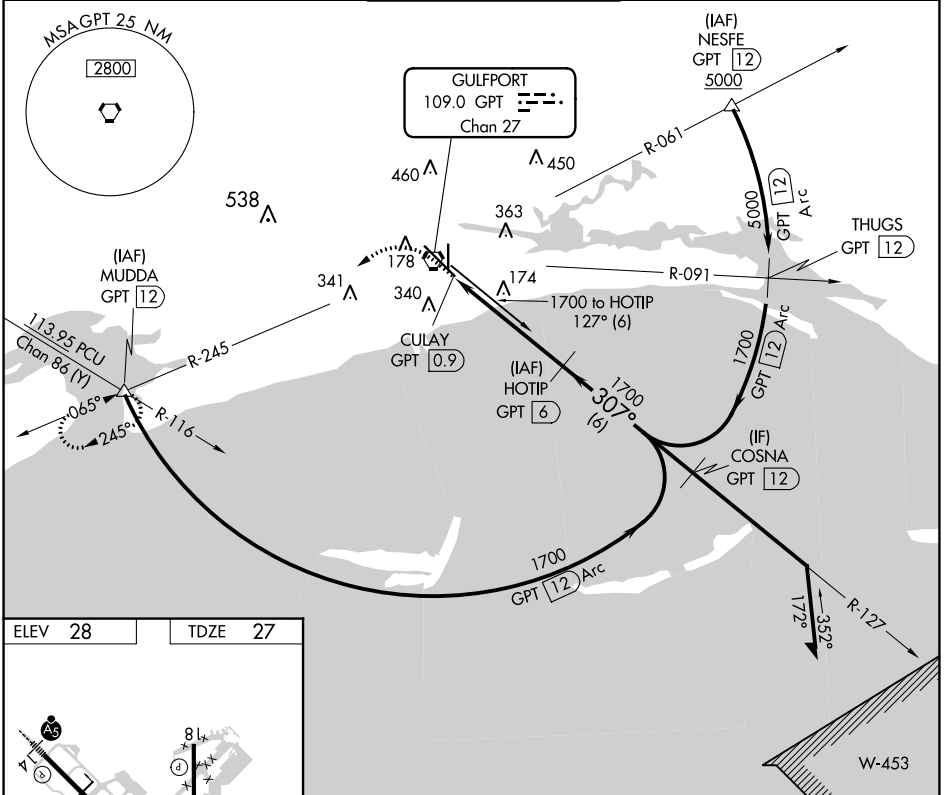 MSA GPT 25 NM
2800
(IAF)
NESFE
GPT 12
5000
GULFPORT
109.0 GPT
Chan 27
R-061
460
450
538
363
5000
GPT 12 Arc
THUGS
GPT 12
(IAF)
MUDDA
GPT 12
178
R-091
341
340
174
1700 to HOTIP
127° (6)
CULAY
GPT 0.9
113.95 PCU
Chan 86 (Y)
R-245
(IAF)
HOTIP
GPT 6
1700
307°
(6)
1700
GPT 12 Arc
065°
245°
R-116
(IF)
COSNA
GPT 12
1700
GPT 12 Arc
172°
352°
R-127
ELEV 28
TDZE 27
W-453
A5
14
P
18
P